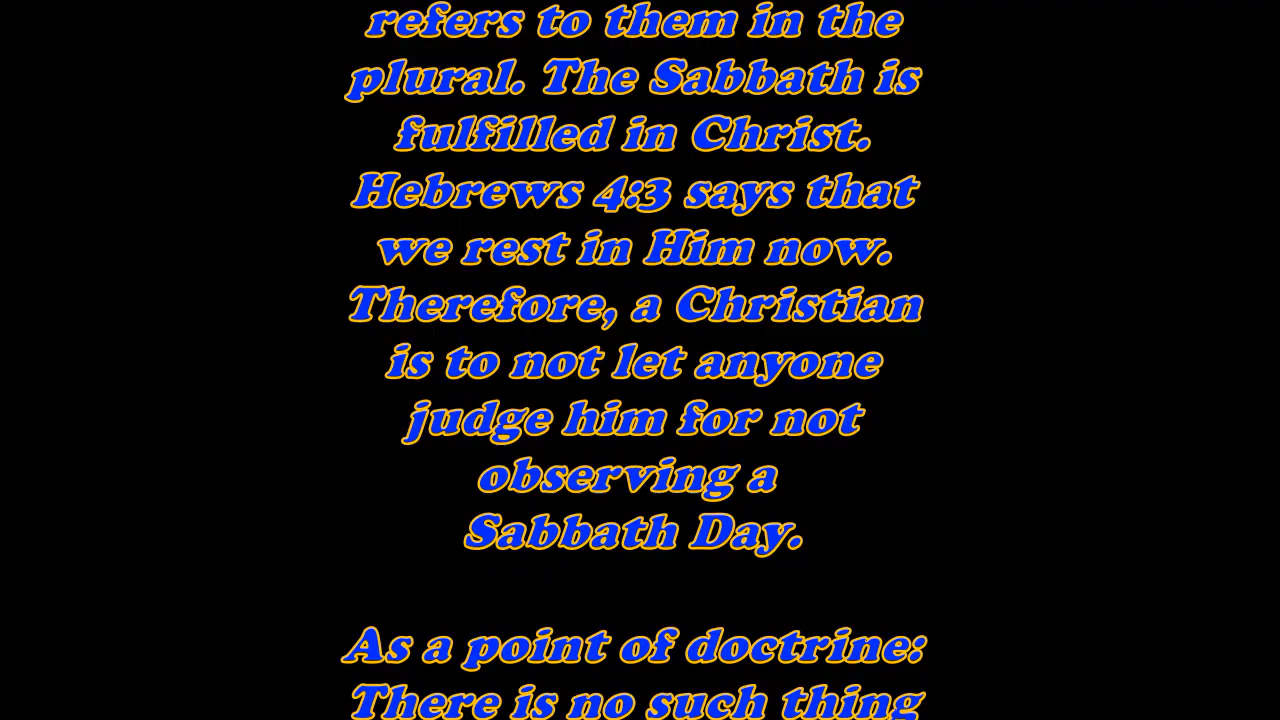 refers to them in the
plural. The Sabbath is
fulfilled in Christ.
Hebrews 4:3 says that
we rest in Him now.
Therefore, a Christian
is to not let anyone
judge him for not
observing a
Sabbath Day.
As a point of doctrine:
There is no such thing